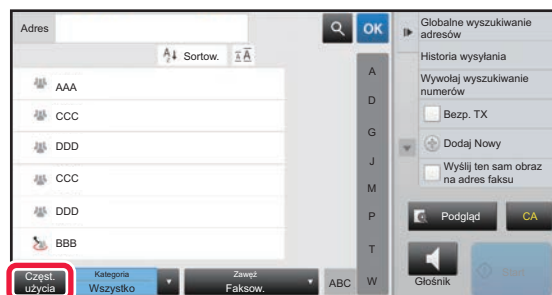 Adres
OK
Sortow.
AAA
CCC
DDD
CCC
DDD
BBB
A
D
G
J
M
P
T
W
Częst.
użycia
Kategoria
Wszystko
Zawęź
Faksow.
ABC
Globalne wyszukiwanie
adresów
Historia wysyłania
Wywołaj wyszukiwanie
numerów
Bezp. TX
Dodaj Nowy
Wyślij ten sam obraz
na adres faksu
Podgląd
CA
Głośnik
Start